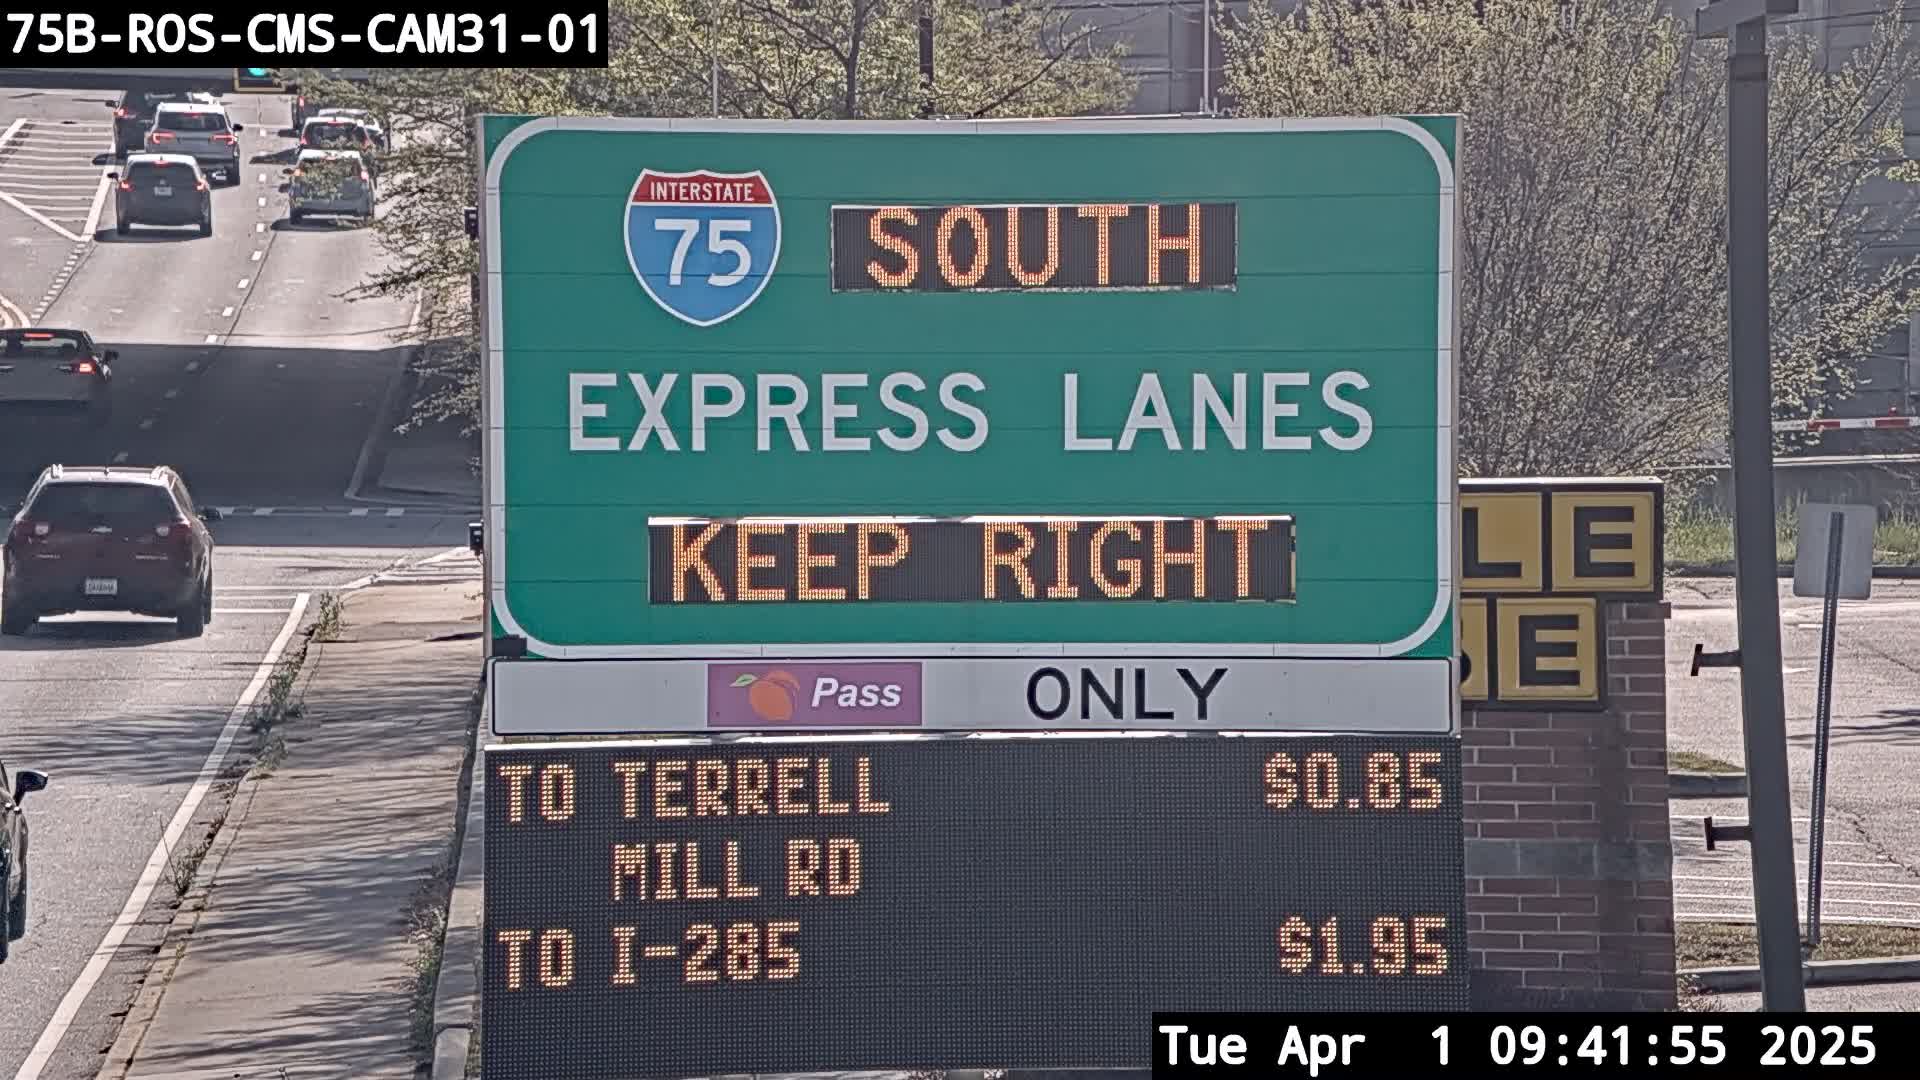 75B-ROS-CMS-CAM31-01
INTERSTATE
75
SOUTH
EXPRESS LANES
KEEP RIGHT
Pass
ONLY
TO TERRELL $0.85
MILL RD
TO I-285 $1.95
LE
E
Tue Apr 1 09:41:55 2025